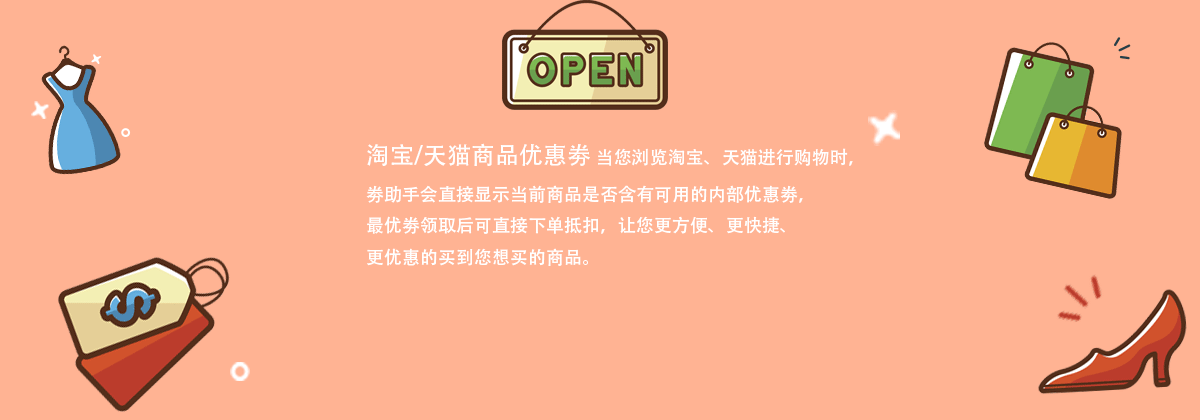 OPEN
淘宝/天猫商品优惠劵 当您浏览淘宝、天猫进行购物时,
劵助手会直接显示当前商品是否含有可用的内部优惠劵,
最优劵领取后可直接下单抵扣，让您更方便、更快捷、
更优惠的买到您想买的商品。
$